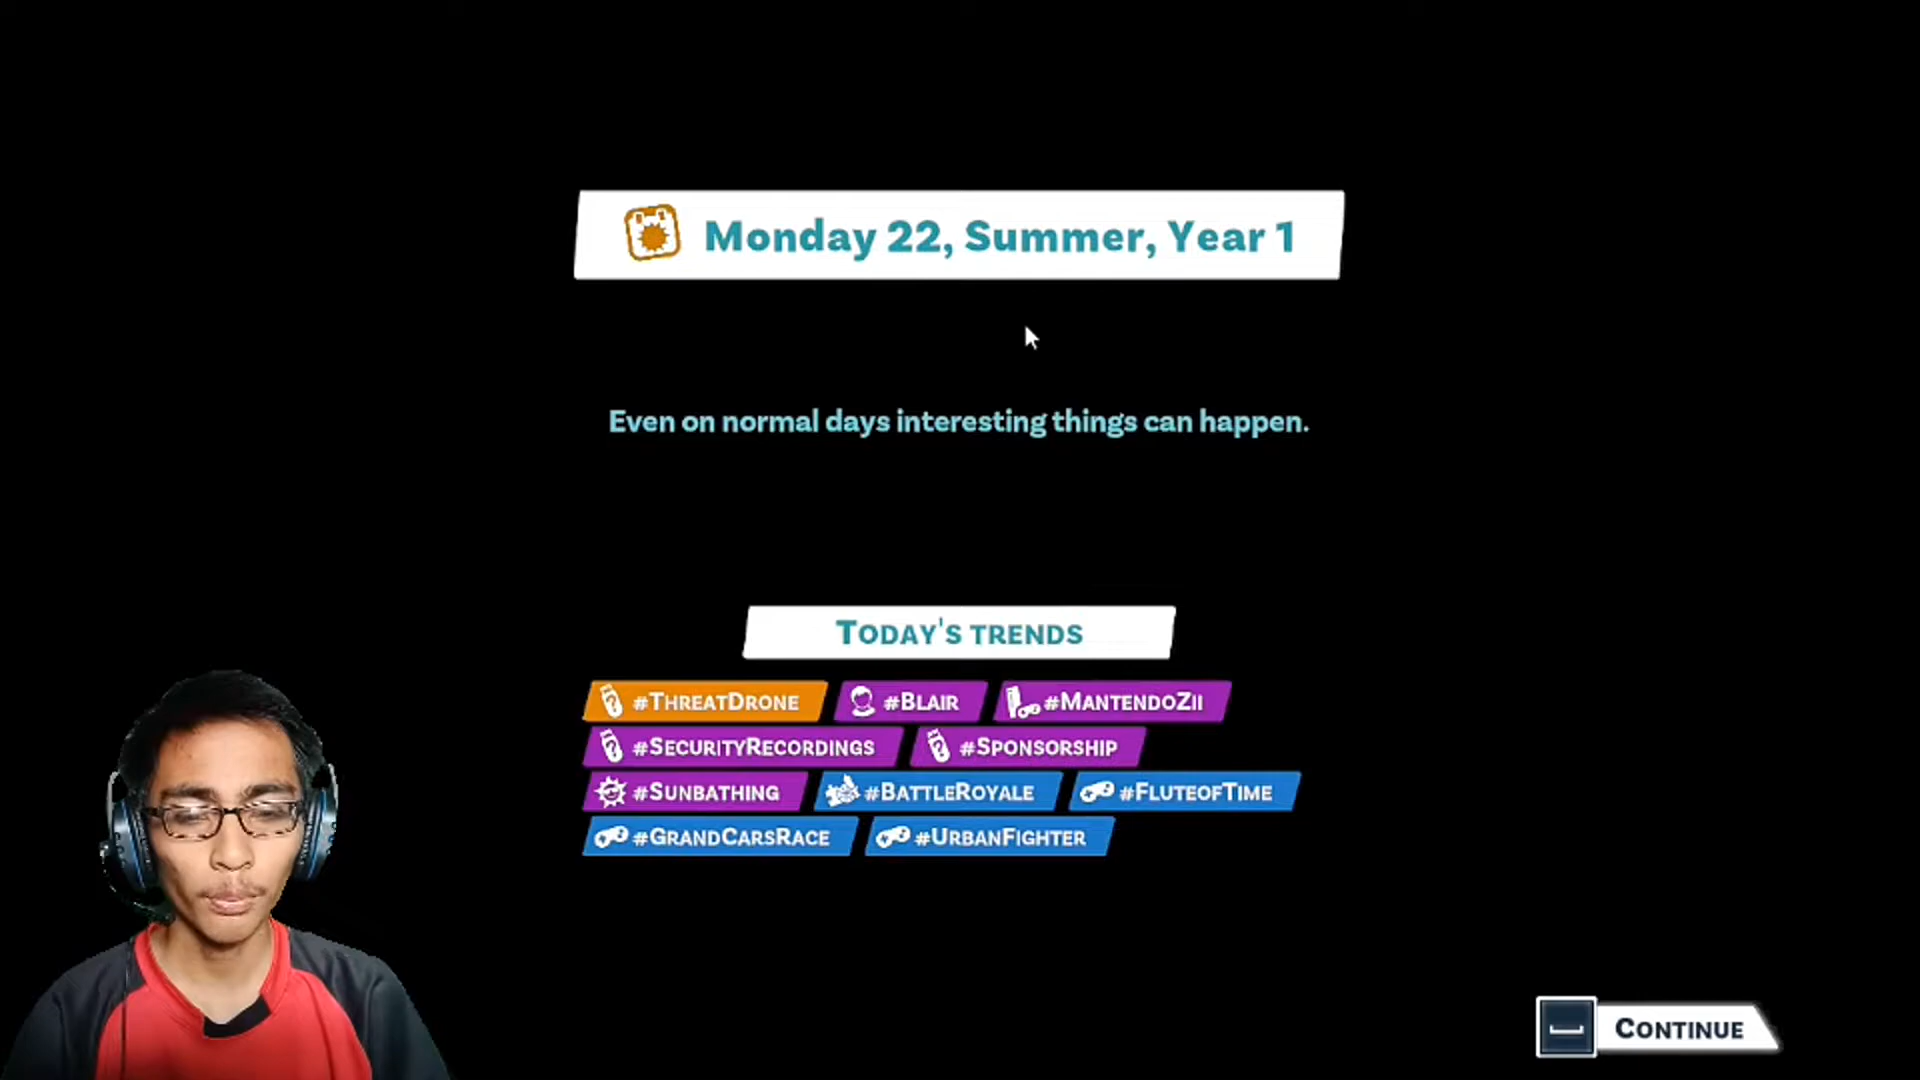 Monday 22, Summer, Year 1
Even on normal days interesting things can happen.
TODAY'S TRENDS
#THREATDRONE #BLAIR #MANTENDOZII
#SECURITYRECORDINGS #SPONSORSHIP
#SUNBATHING #BATTLEROYALE #FLUTEOFTIME
#GRANDCARSRACE #URBANFIGHTER
CONTINUE